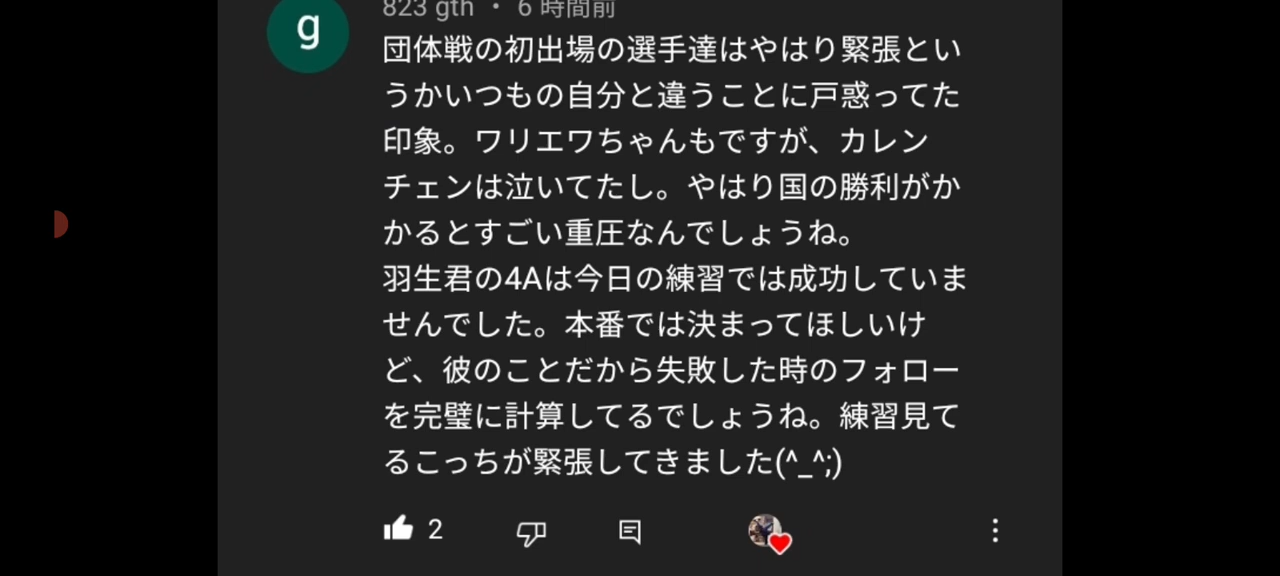 g
823 gth • 6 時間前
団体戦の初出場の選手達はやはり緊張とい
うかいつもの自分と違うことに戸惑ってた
印象。ワリエワちゃんもですが、カレン
チェンは泣いてたし。やはり国の勝利がか
かるとすごい重圧なんでしょうね。
羽生君の4Aは今日の練習では成功していま
せんでした。本番では決まってほしいけ
ど、彼のことだから失敗した時のフォロー
を完璧に計算してるでしょうね。練習見て
るこっちが緊張してきました(^_^;)
2